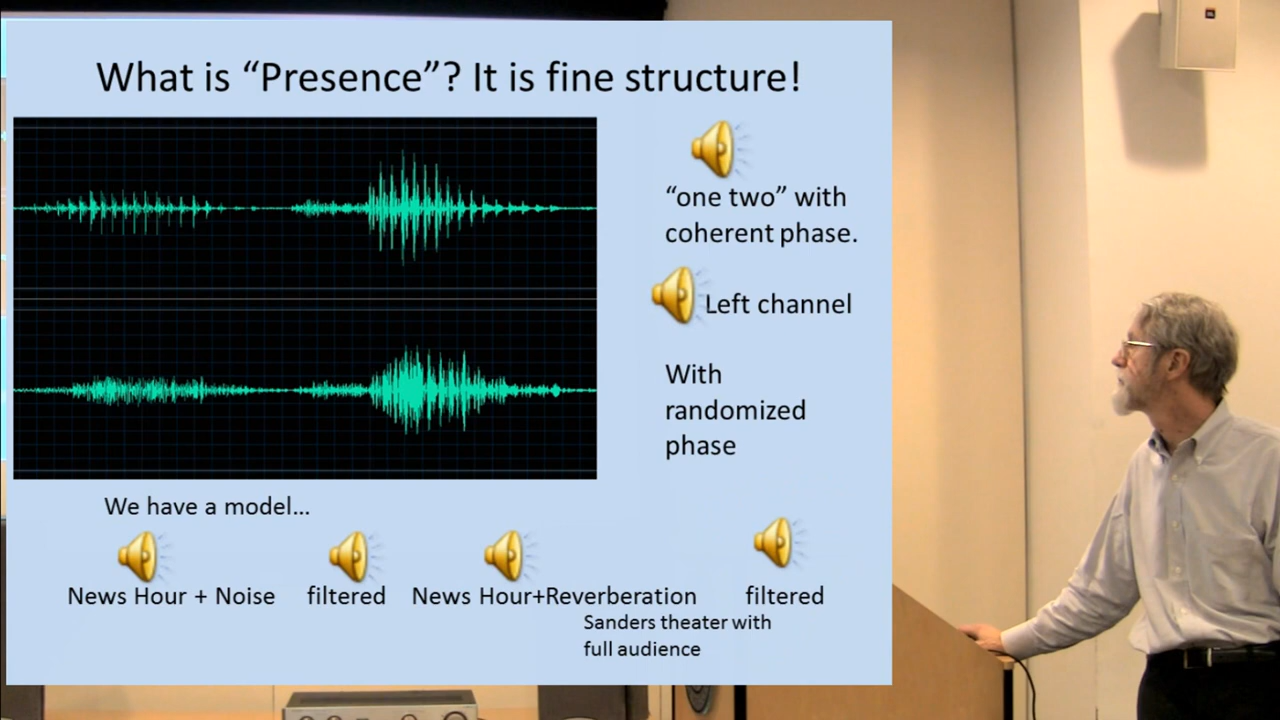 What is “Presence”? It is fine structure!
“one two” with
coherent phase.
Left channel
With
randomized
phase
We have a model...
News Hour + Noise
filtered
News Hour+Reverberation
filtered
Sanders theater with
full audience